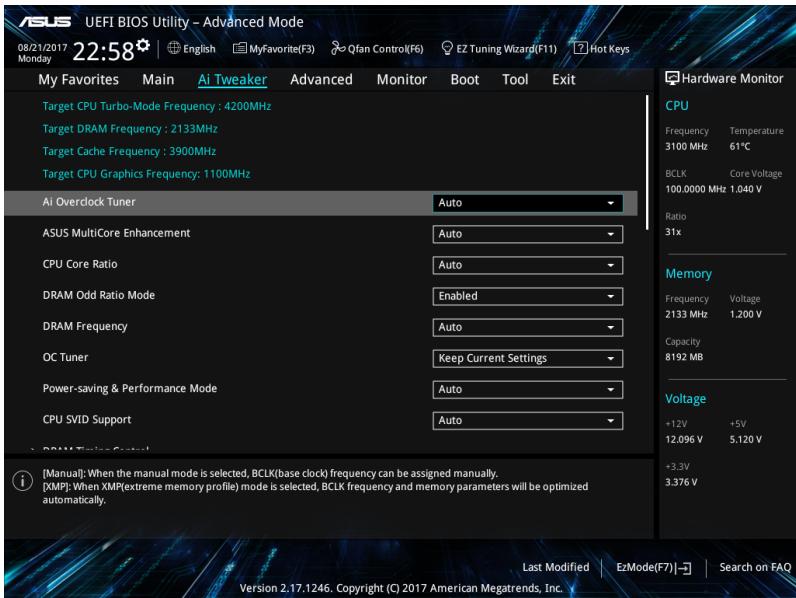 ASUS UEFI BIOS Utility – Advanced Mode
08/21/2017 Monday 22:58 English MyFavorite(F3) Qfan Control(F6) EZ Tuning Wizard(F11) ? Hot Keys
My Favorites Main Ai Tweaker Advanced Monitor Boot Tool Exit
Target CPU Turbo-Mode Frequency : 4200MHz
Target DRAM Frequency : 2133MHz
Target Cache Frequency : 3900MHz
Target CPU Graphics Frequency: 1100MHz
Ai Overclock Tuner Auto
ASUS MultiCore Enhancement Auto
CPU Core Ratio Auto
DRAM Odd Ratio Mode Enabled
DRAM Frequency Auto
OC Tuner Keep Current Settings
Power-saving & Performance Mode Auto
CPU SVID Support Auto
> DRAM Timing Control
i [Manual]: When the manual mode is selected, BCLK(base clock) frequency can be assigned manually.
[XMP]: When XMP(extreme memory profile) mode is selected, BCLK frequency and memory parameters will be optimized
automatically.
Hardware Monitor
CPU
Frequency Temperature
3100 MHz 61°C
BCLK Core Voltage
100.0000 MHz 1.040 V
Ratio
31x
Memory
Frequency Voltage
2133 MHz 1.200 V
Capacity
8192 MB
Voltage
+12V +5V
12.096 V 5.120 V
+3.3V
3.376 V
Last Modified EzMode(F7) Search on FAQ
Version 2.17.1246. Copyright (C) 2017 American Megatrends, Inc.